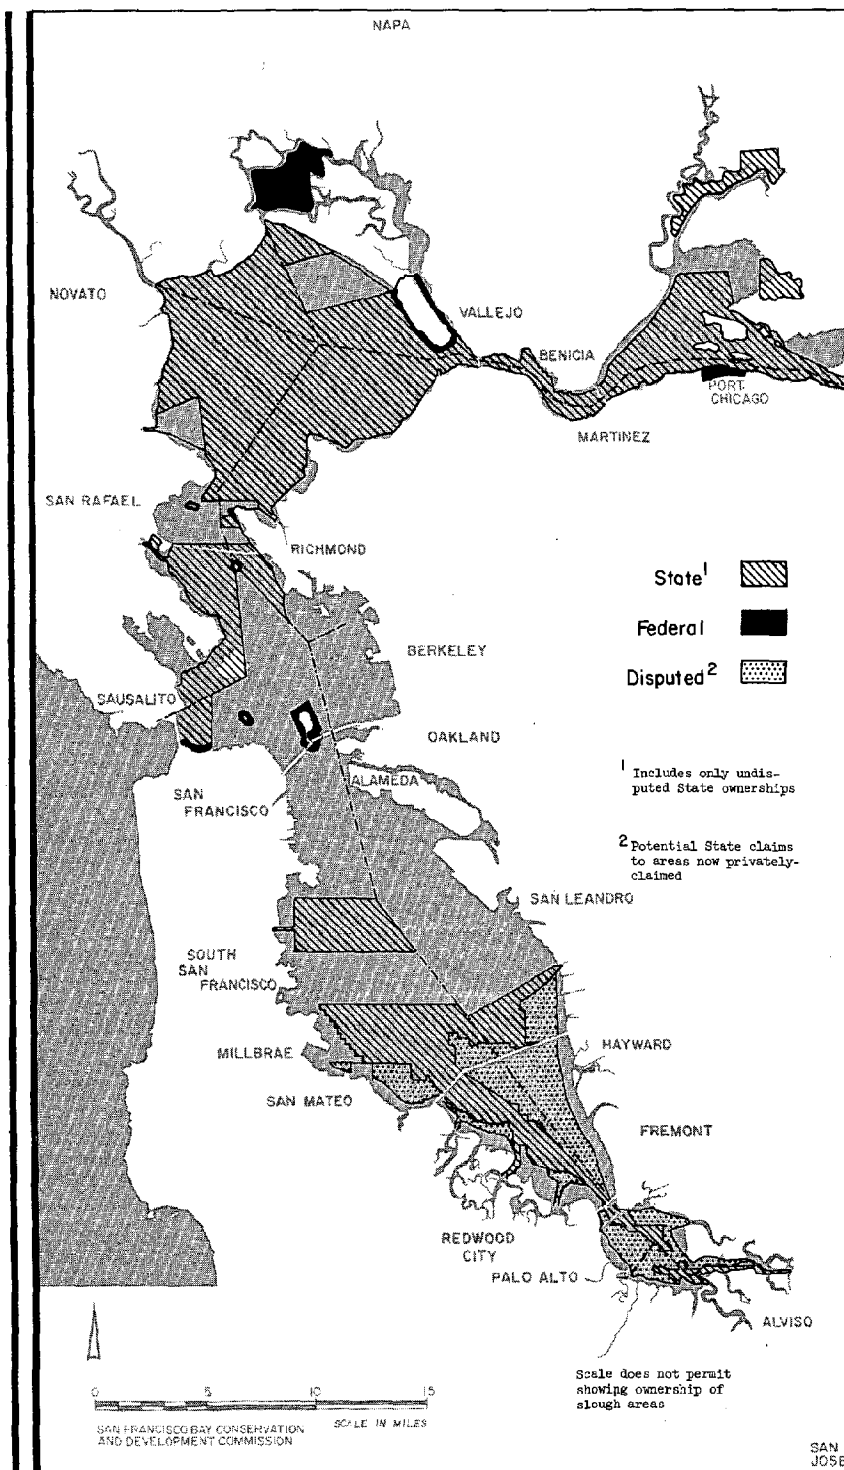 NAPA
NOVATO
VALLEJO
BENICIA
PORT
CHICAGO
MARTINEZ
SAN RAFAEL
RICHMOND
State¹
Federal
BERKELEY
Disputed²
SAUSALITO
OAKLAND
ALAMEDA
SAN
FRANCISCO
¹ Includes only undis-
puted State ownerships
² Potential State claims
to areas now privately-
claimed
SAN LEANDRO
SOUTH
SAN
FRANCISCO
HAYWARD
MILLBRAE
SAN MATEO
FREMONT
REDWOOD
CITY
PALO ALTO
ALVISO
Scale does not permit
showing ownership of
slough areas
0 5 10 15
SCALE IN MILES
SAN FRANCISCO BAY CONSERVATION
AND DEVELOPMENT COMMISSION
SAN
JOSE